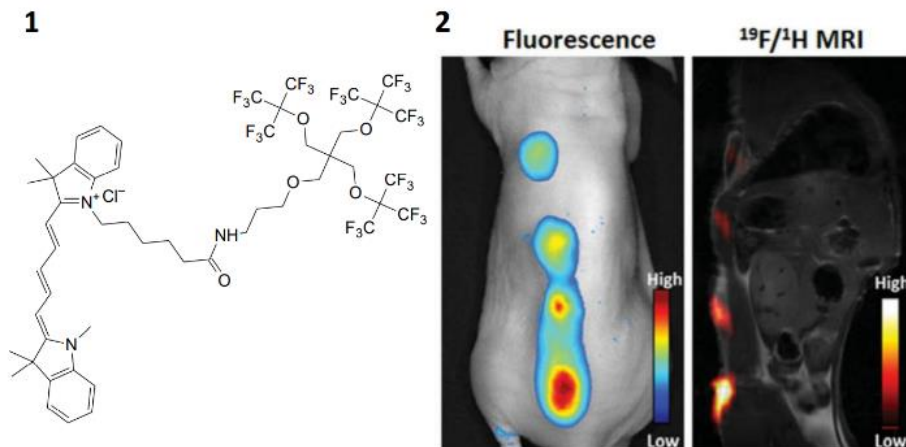 1
2
Fluorescence
¹⁹F/¹H MRI
CF₃
CF₃
F₃C
CF₃
F₃C
CF₃
F₃C
O
O
CF₃
CF₃
O
F₃C
CF₃
O
N⁺
Cl⁻
NH
O
N
High
Low
High
Low